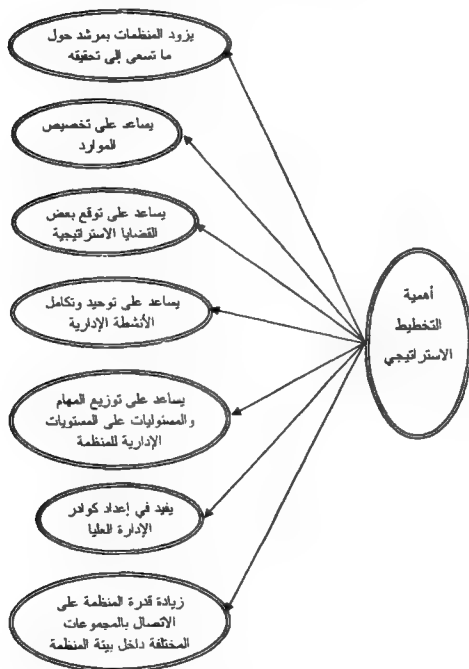 أهمية
التخطيط
الاستراتيجي
يزود المنظمات بمرشد حول
ما تسعى إلى تحقيقه
يساعد على تخصيص
الموارد
يساعد على توقع بعض
القضايا الاستراتيجية
يساعد على توحيد وتكامل
الأنشطة الإدارية
يساعد على توزيع المهام
والمسئوليات على المستويات
الإدارية للمنظمة
يفيد في إعداد كوادر
الإدارة العليا
زيادة قدرة المنظمة على
الاتصال بالمجموعات
المختلفة داخل بيئة المنظمة